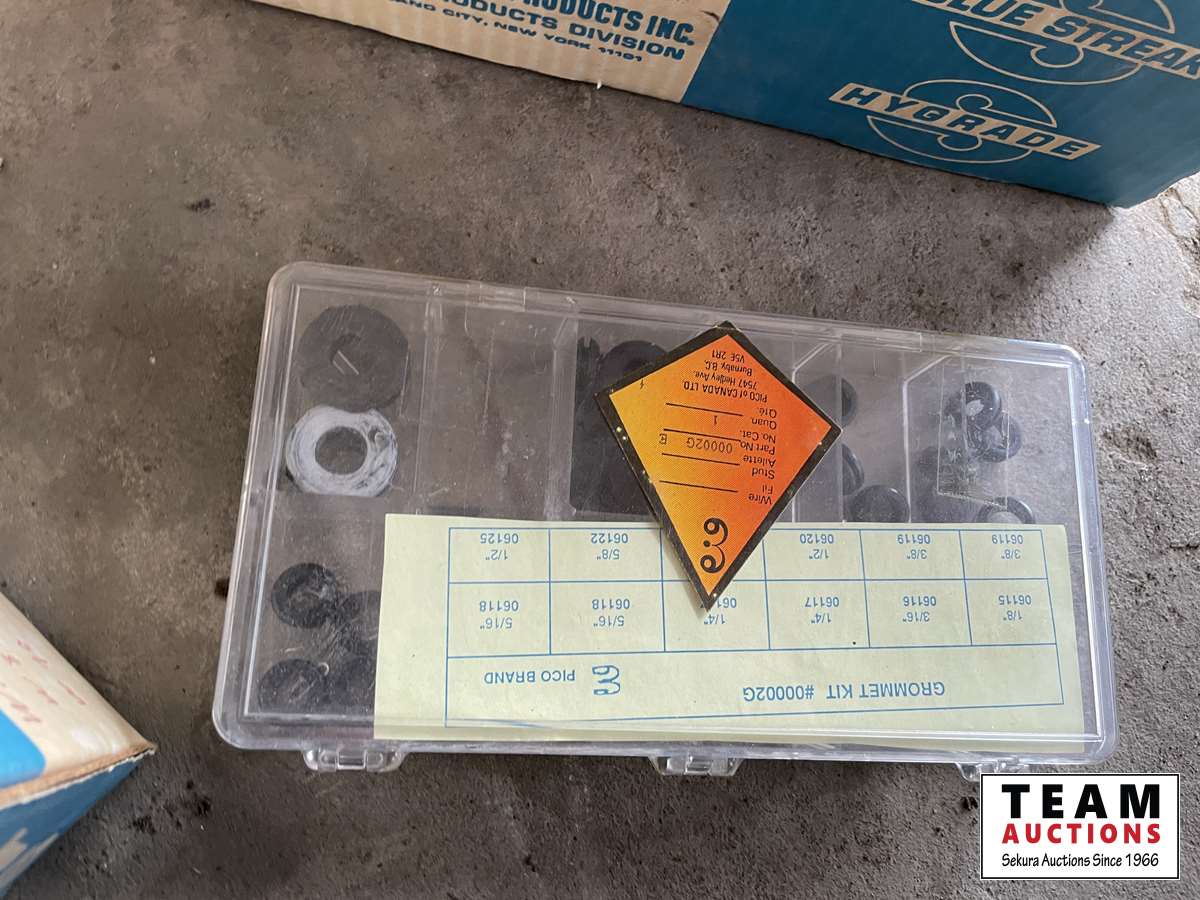 PRODUCTS INC.
PRODUCTS DIVISION
CITY, NEW YORK 11101
BLUE STREAK
HYGRADE
PICO of CANADA LTD.
7547 Hedley Ave.
Burnaby, B.C.
V5E 2R1
Wire
Fil
Stud
Ailette
Part No. 00002G E
No Cat.
Quan. 1
Qté.
GROMMET KIT #00002G PICO BRAND
1/8" 3/16" 1/4" 1/4" 5/16" 5/16"
06115 06116 06117 06118 06118
3/8" 3/8" 1/2" 5/8" 1/2"
06119 06119 06120 06122 06125
TEAM
AUCTIONS
Sekura Auctions Since 1966